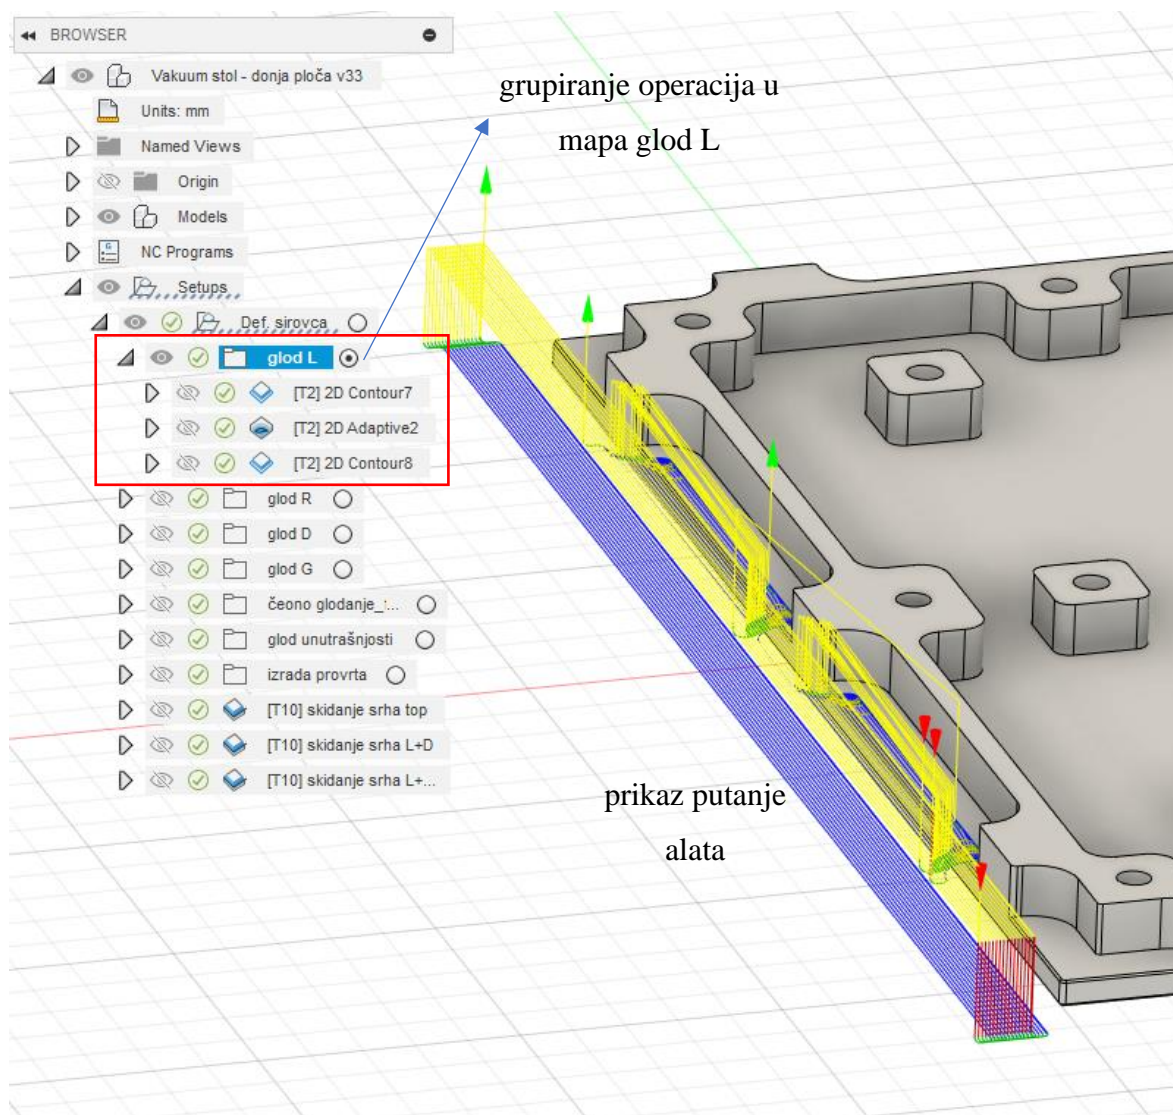 BROWSER
Vakuum stol - donja ploča v33
Units: mm
Named Views
Origin
Models
NC Programs
Setups
Def. sirovca
glod L
[T2] 2D Contour7
[T2] 2D Adaptive2
[T2] 2D Contour8
glod R
glod D
glod G
čeono glodanje_...
glod unutrašnjosti
izrada provrta
[T10] skidanje srha top
[T10] skidanje srha L+D
[T10] skidanje srha L+...
grupiranje operacija u
mapa glod L
prikaz putanje
alata